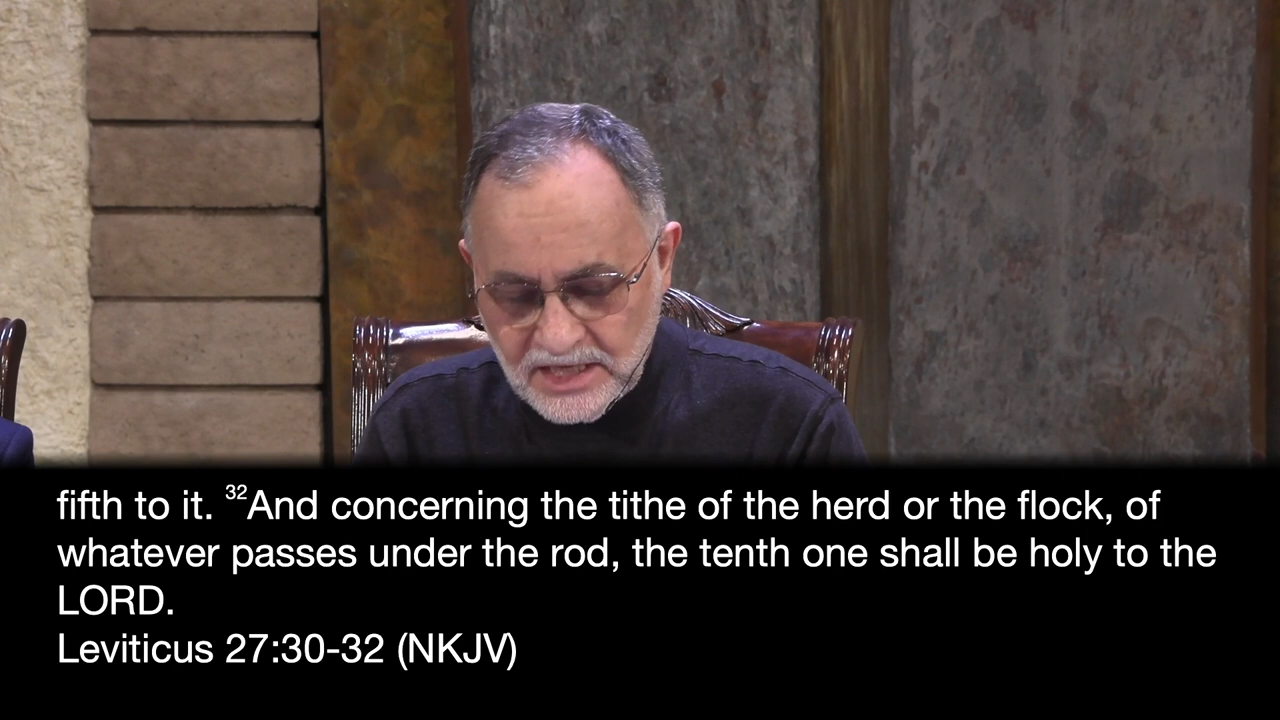 fifth to it. ³²And concerning the tithe of the herd or the flock, of
whatever passes under the rod, the tenth one shall be holy to the
LORD.
Leviticus 27:30-32 (NKJV)